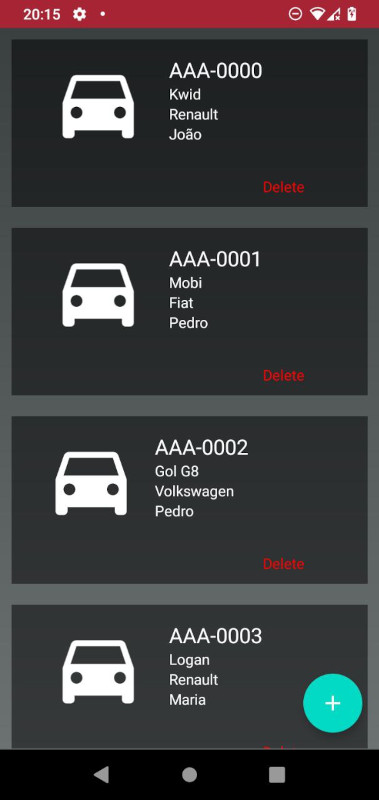 20:15
AAA-0000
Kwid
Renault
João
Delete
AAA-0001
Mobi
Fiat
Pedro
Delete
AAA-0002
Gol G8
Volkswagen
Pedro
Delete
AAA-0003
Logan
Renault
Maria